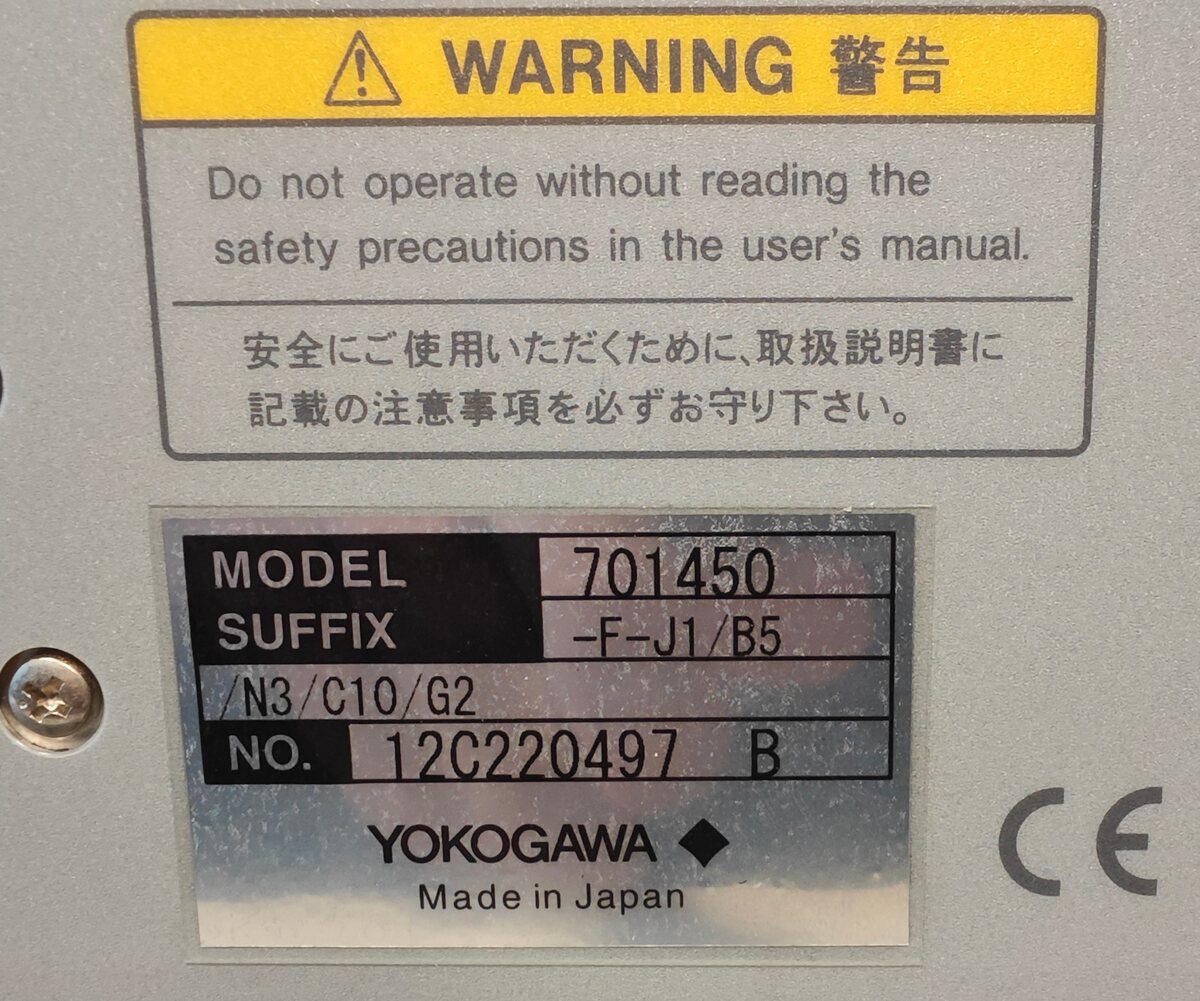 WARNING 警告
Do not operate without reading the
safety precautions in the user's manual.
安全にご使用いただくために、取扱説明書に
記載の注意事項を必ずお守り下さい。
MODEL 701450
SUFFIX -F-J1/B5
/N3/C10/G2
NO. 12C220497 B
YOKOGAWA
Made in Japan
CE